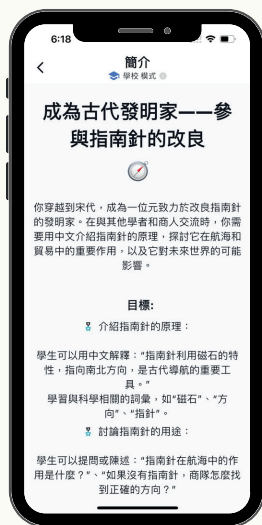 6:18
簡介
學校 模式
成為古代發明家——參
與指南針的改良
你穿越到宋代，成為一位元致力於改良指南針
的發明家。在與其他學者和商人交流時，你需
要用中文介紹指南針的原理，探討它在航海和
貿易中的重要作用，以及它對未來世界的可能
影響。
目標:
介紹指南針的原理：
學生可以用中文解釋：“指南針利用磁石的特
性，指向南北方向，是古代導航的重要工
具。”
學習與科學相關的詞彙，如“磁石”、“方
向”、“指針”。
討論指南針的用途：
學生可以提問或陳述：“指南針在航海中的作
用是什麼？”、“如果沒有指南針，商隊怎麼找
到正確的方向？”